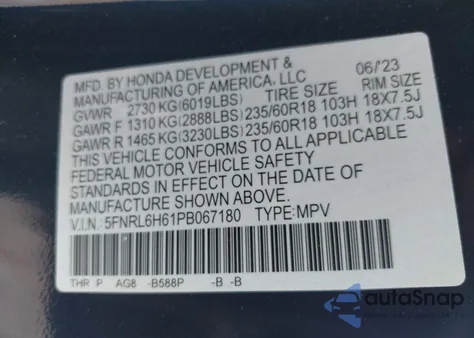 MFD. BY HONDA DEVELOPMENT & 06/'23
MANUFACTURING OF AMERICA, LLC
GVWR 2730 KG(6019LBS) TIRE SIZE RIM SIZE
GAWR F 1310 KG(2888LBS) 235/60R18 103H 18X7.5J
GAWR R 1465 KG(3230LBS) 235/60R18 103H 18X7.5J
THIS VEHICLE CONFORMS TO ALL APPLICABLE
FEDERAL MOTOR VEHICLE SAFETY
STANDARDS IN EFFECT ON THE DATE OF
MANUFACTURE SHOWN ABOVE.
V.I.N. 5FNRL6H61PB067180 TYPE:MPV
THR P AG8 -B588P -B -B
autoSnap